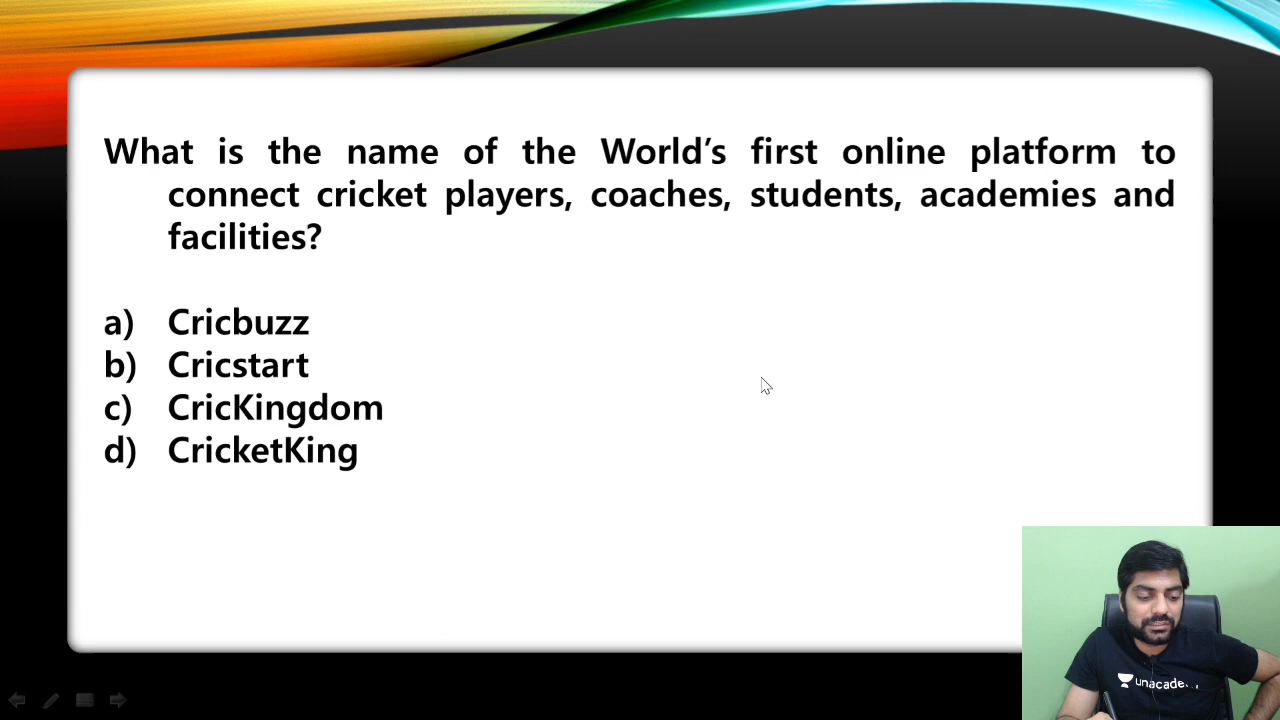 What is the name of the World’s first online platform to
connect cricket players, coaches, students, academies and
facilities?
a) Cricbuzz
b) Cricstart
c) CricKingdom
d) CricketKing